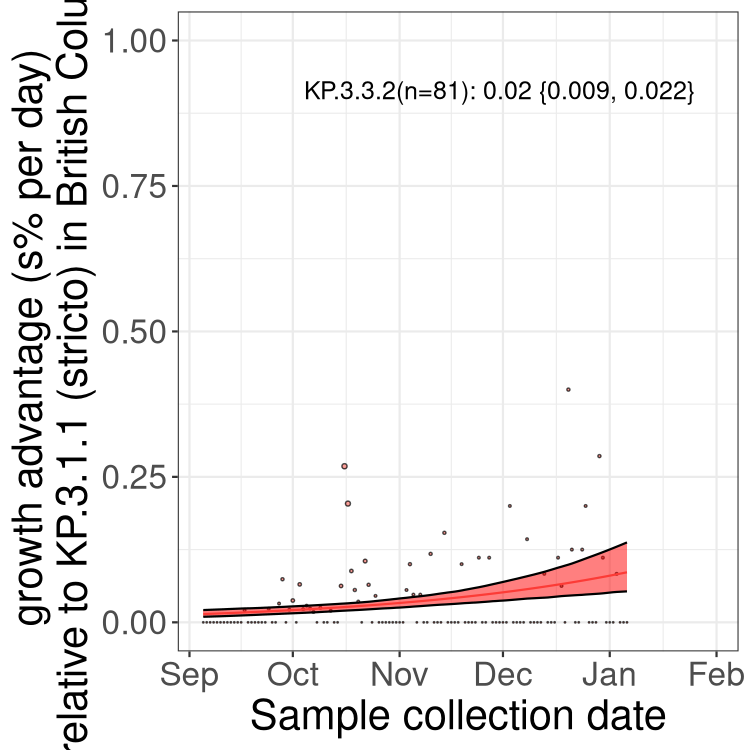 growth advantage (s% per day)
relative to KP.3.1.1 (stricto) in British Colu
1.00
0.75
0.50
0.25
0.00
KP.3.3.2(n=81): 0.02 {0.009, 0.022}
Sep Oct Nov Dec Jan Feb
Sample collection date